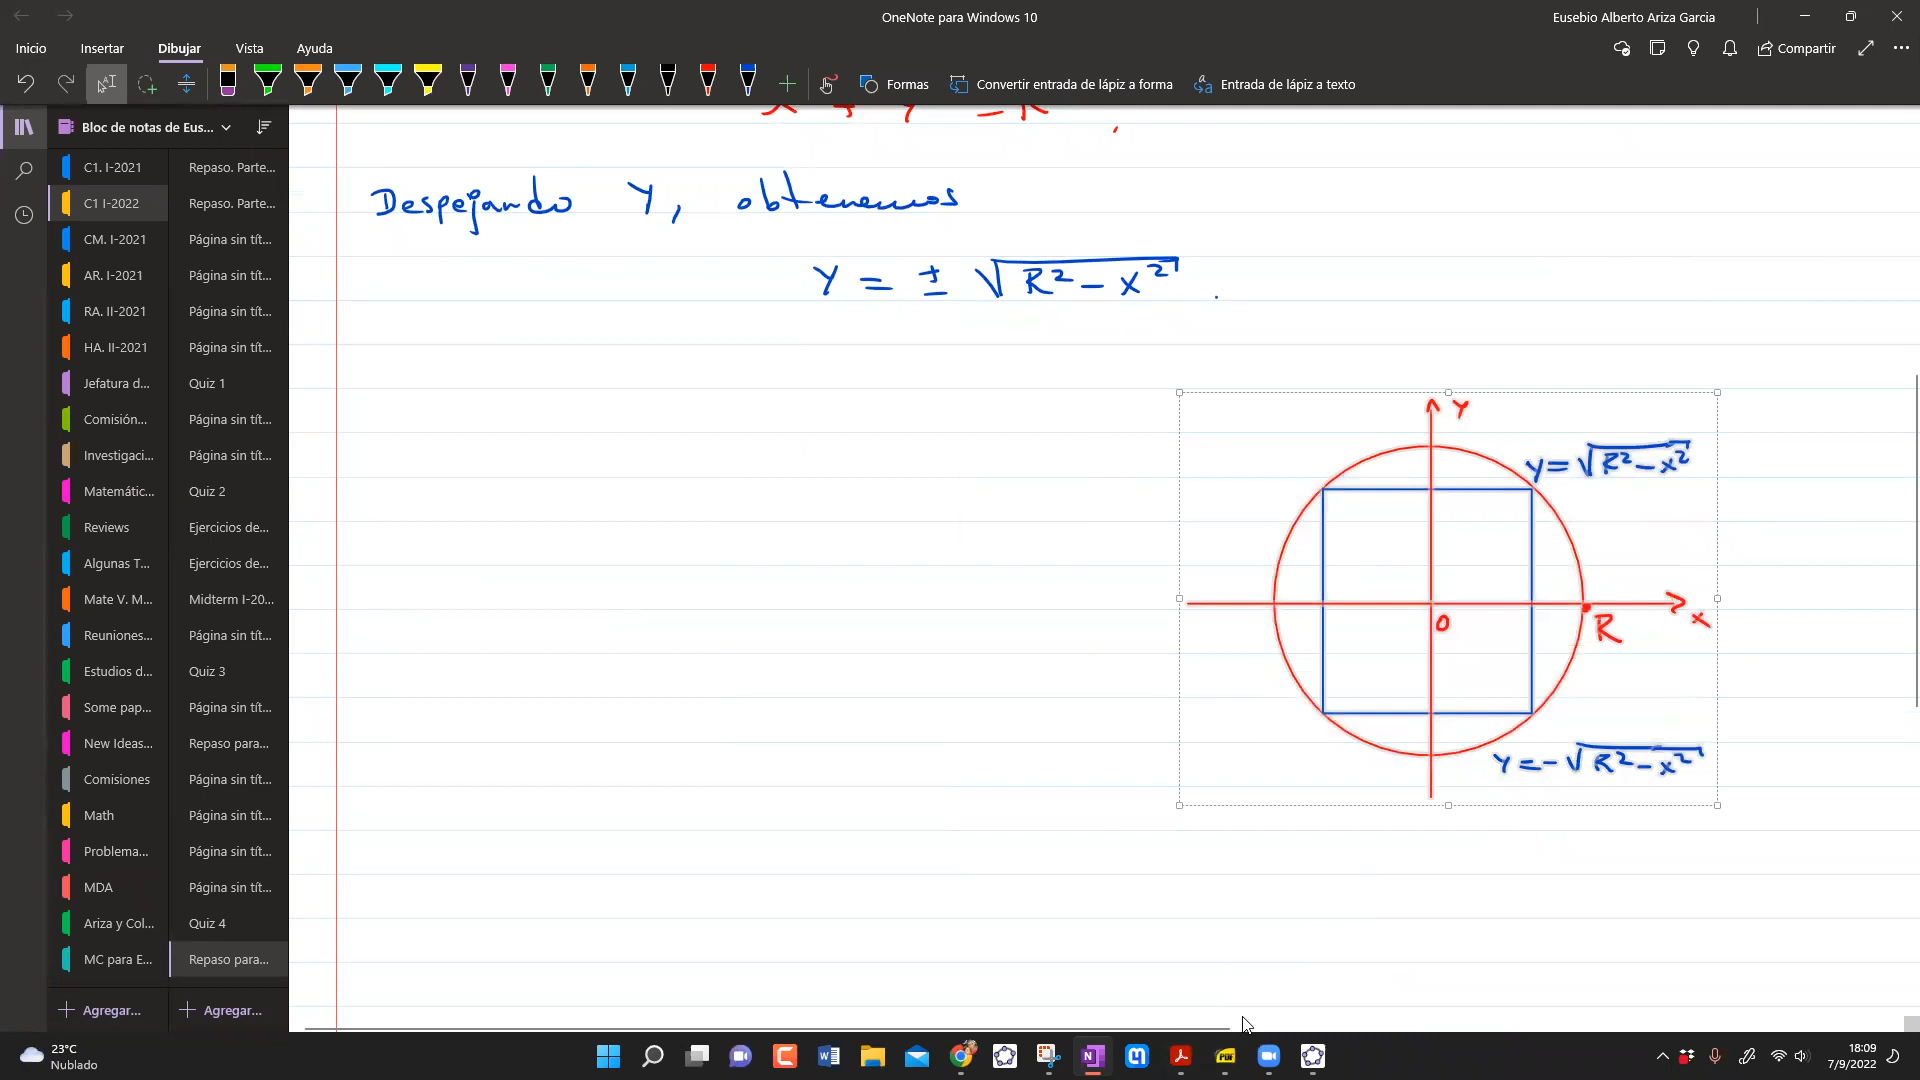 OneNote para Windows 10
Eusebio Alberto Ariza Garcia
Inicio Insertar Dibujar Vista Ayuda
Compartir
Formas Convertir entrada de lápiz a forma Entrada de lápiz a texto
Bloc de notas de Eus...
C1. I-2021 Repaso. Parte...
C1 I-2022 Repaso. Parte...
CM. I-2021 Página sin tít...
AR. I-2021 Página sin tít...
RA. II-2021 Página sin tít...
HA. II-2021 Página sin tít...
Jefatura d... Quiz 1
Comisión... Página sin tít...
Investigaci... Página sin tít...
Matemátic... Quiz 2
Reviews Ejercicios de...
Algunas T... Ejercicios de...
Mate V. M... Midterm I-20...
Reuniones... Página sin tít...
Estudios d... Quiz 3
Some pap... Página sin tít...
New Ideas... Repaso para...
Comisiones Página sin tít...
Math Página sin tít...
Problema... Página sin tít...
MDA Página sin tít...
Ariza y Col... Quiz 4
MC para E... Repaso para...
Agregar... Agregar...
Despejando Y, obtenemos
Y = ± √R² - x² .
Y
y = √R² - x²
O
R
x
y = - √R² - x²
23°C
Nublado
18:09
7/9/2022